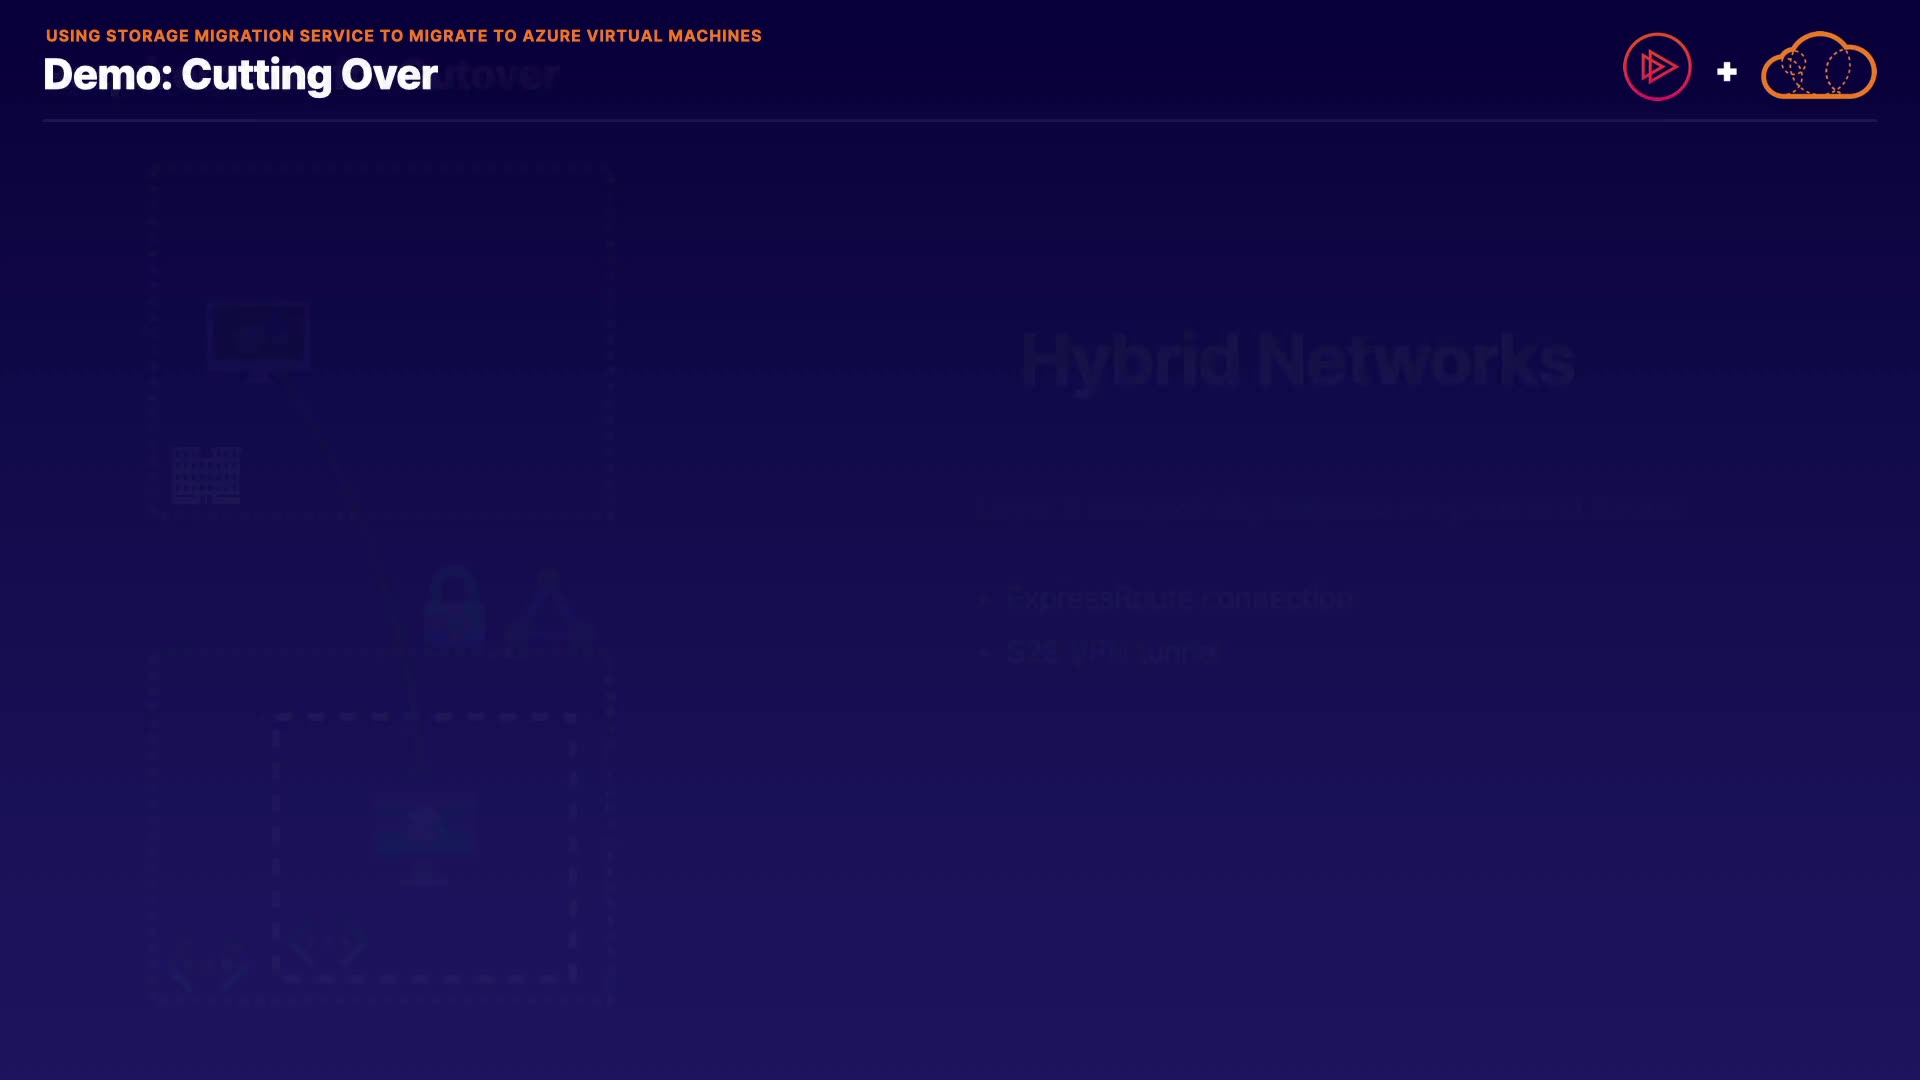 USING STORAGE MIGRATION SERVICE TO MIGRATE TO AZURE VIRTUAL MACHINES
Demo: Cutting Over
Hybrid Networks
• ExpressRoute connection
• S2S VPN tunnel